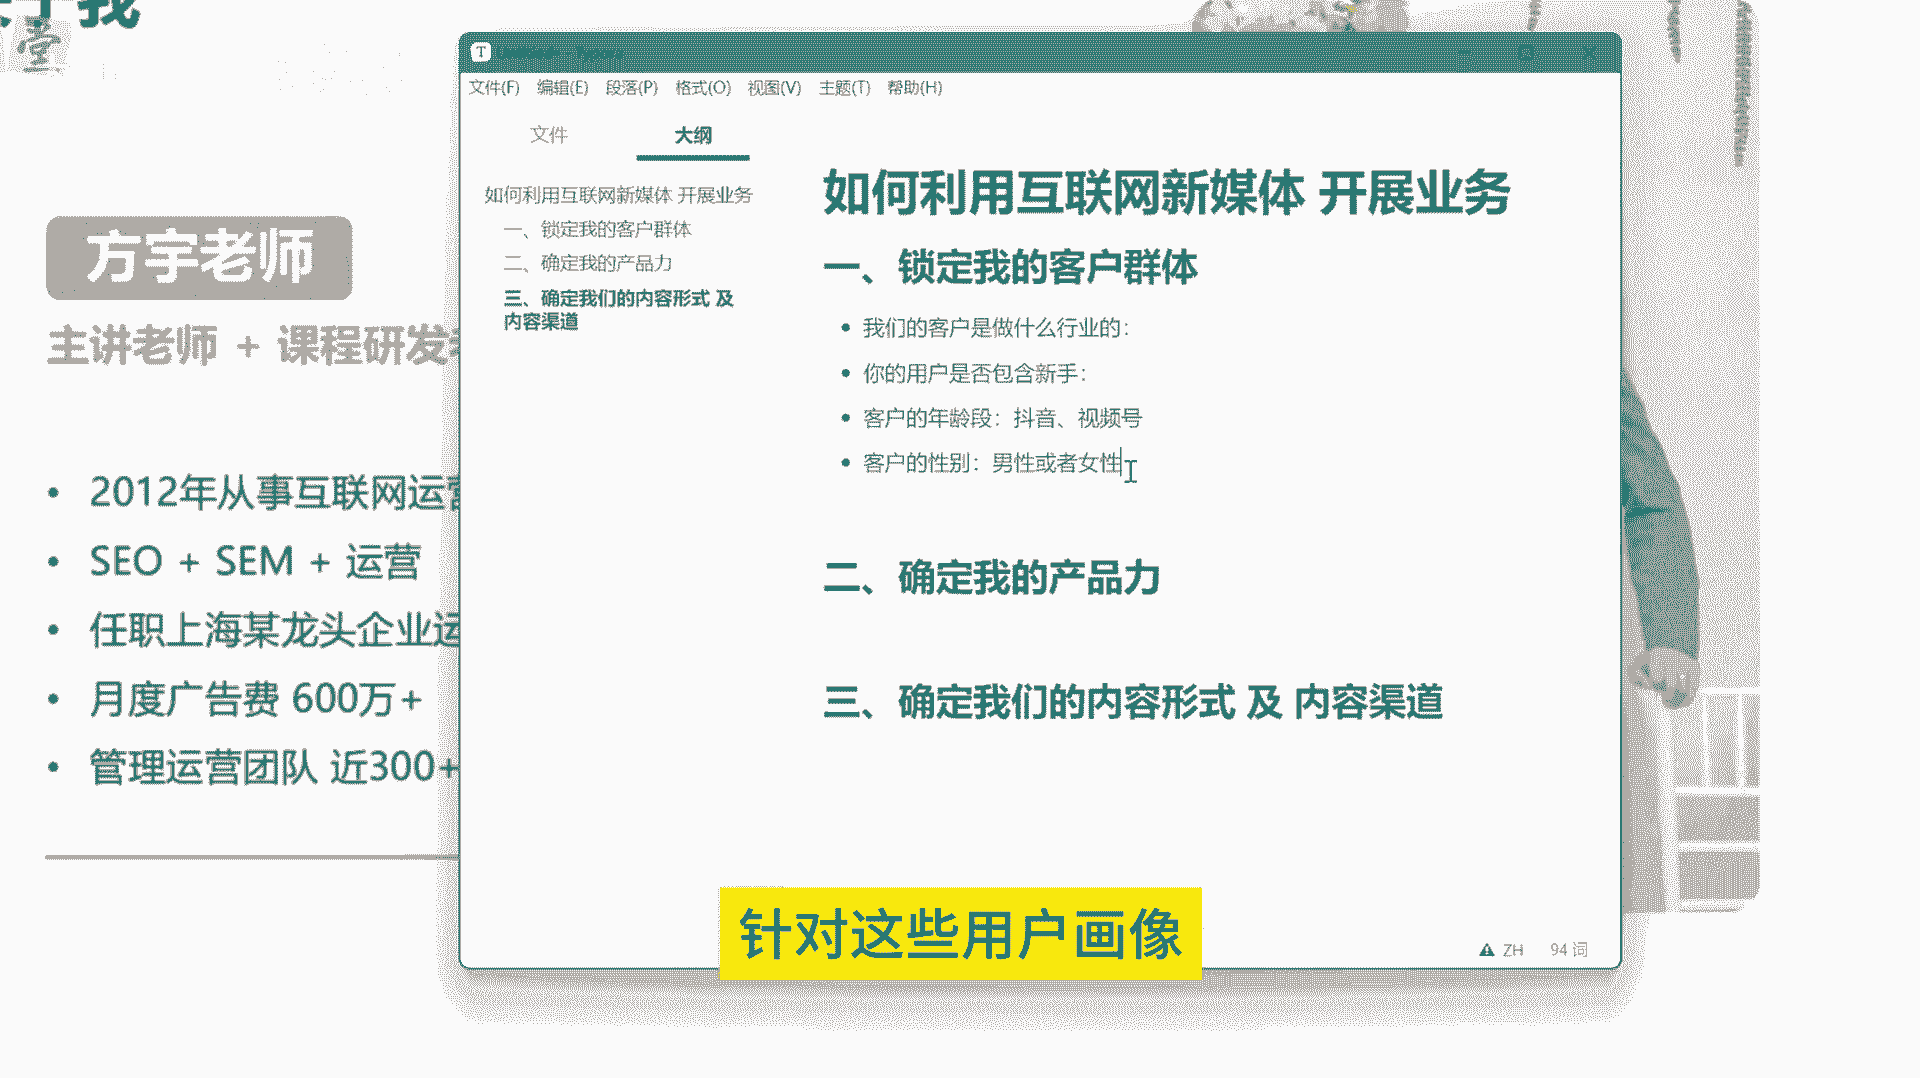 方宇老师
主讲老师 + 课程研发
• 2012年从事互联网运营
• SEO + SEM + 运营
• 任职上海某龙头企业运
• 月度广告费 600万+
• 管理运营团队 近300+
文件(F) 编辑(E) 段落(P) 格式(O) 视图(V) 主题(T) 帮助(H)
文件 大纲
如何利用互联网新媒体 开展业务
一、锁定我的客户群体
二、确定我的产品力
三、确定我们的内容形式 及
内容渠道
如何利用互联网新媒体 开展业务
一、锁定我的客户群体
• 我们的客户是做什么行业的：
• 你的用户是否包含新手：
• 客户的年龄段：抖音、视频号
• 客户的性别：男性或者女性
二、确定我的产品力
三、确定我们的内容形式 及 内容渠道
ZH 94 词
针对这些用户画像